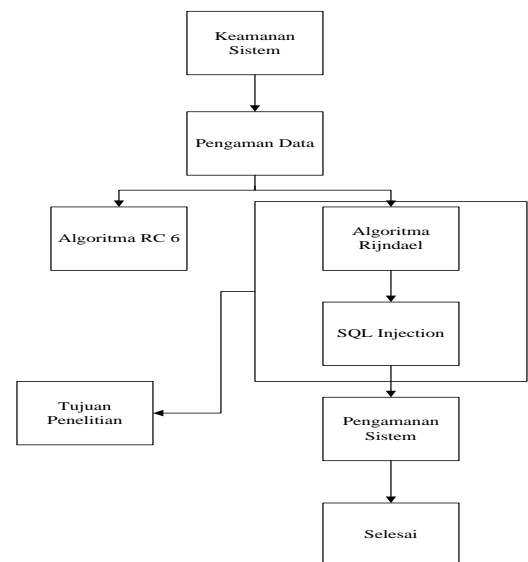 Keamanan
Sistem
Pengaman Data
Algoritma RC 6
Algoritma
Rijndael
SQL Injection
Tujuan
Penelitian
Pengamanan
Sistem
Selesai